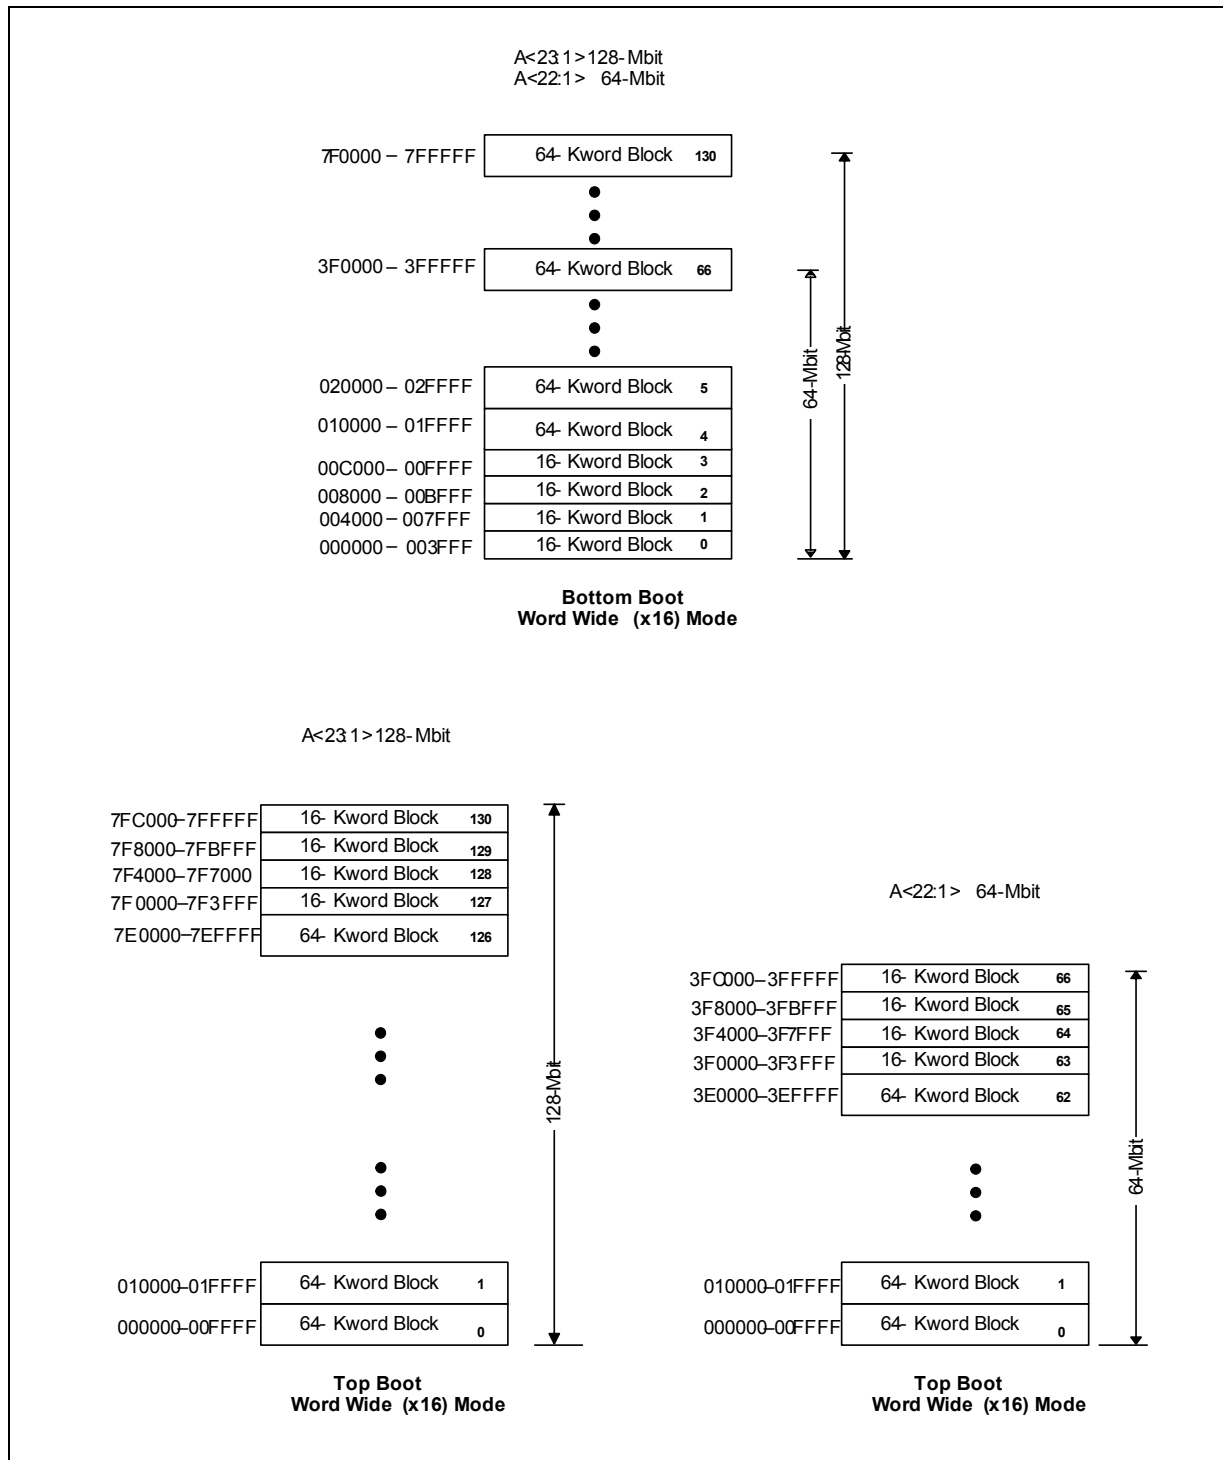 A<23:1>128-Mbit
A<22:1> 64-Mbit
7F0000 – 7FFFFF 64- Kword Block 130
3F0000 – 3FFFFF 64- Kword Block 66
020000 – 02FFFF 64- Kword Block 5
010000 – 01FFFF 64- Kword Block 4
00C000 – 00FFFF 16- Kword Block 3
008000 – 00BFFF 16- Kword Block 2
004000 – 007FFF 16- Kword Block 1
000000 – 003FFF 16- Kword Block 0
64-Mbit
128-Mbit
Bottom Boot
Word Wide (x16) Mode
A<23:1>128-Mbit
7FC000–7FFFFF 16- Kword Block 130
7F8000–7FBFFF 16- Kword Block 129
7F4000–7F7000 16- Kword Block 128
7F0000–7F3FFF 16- Kword Block 127
7E0000–7EFFFF 64- Kword Block 126
010000–01FFFF 64- Kword Block 1
000000–00FFFF 64- Kword Block 0
128-Mbit
Top Boot
Word Wide (x16) Mode
A<22:1> 64-Mbit
3FC000–3FFFFF 16- Kword Block 66
3F8000–3FBFFF 16- Kword Block 65
3F4000–3F7FFF 16- Kword Block 64
3F0000–3F3FFF 16- Kword Block 63
3E0000–3EFFFF 64- Kword Block 62
010000–01FFFF 64- Kword Block 1
000000–00FFFF 64- Kword Block 0
64-Mbit
Top Boot
Word Wide (x16) Mode